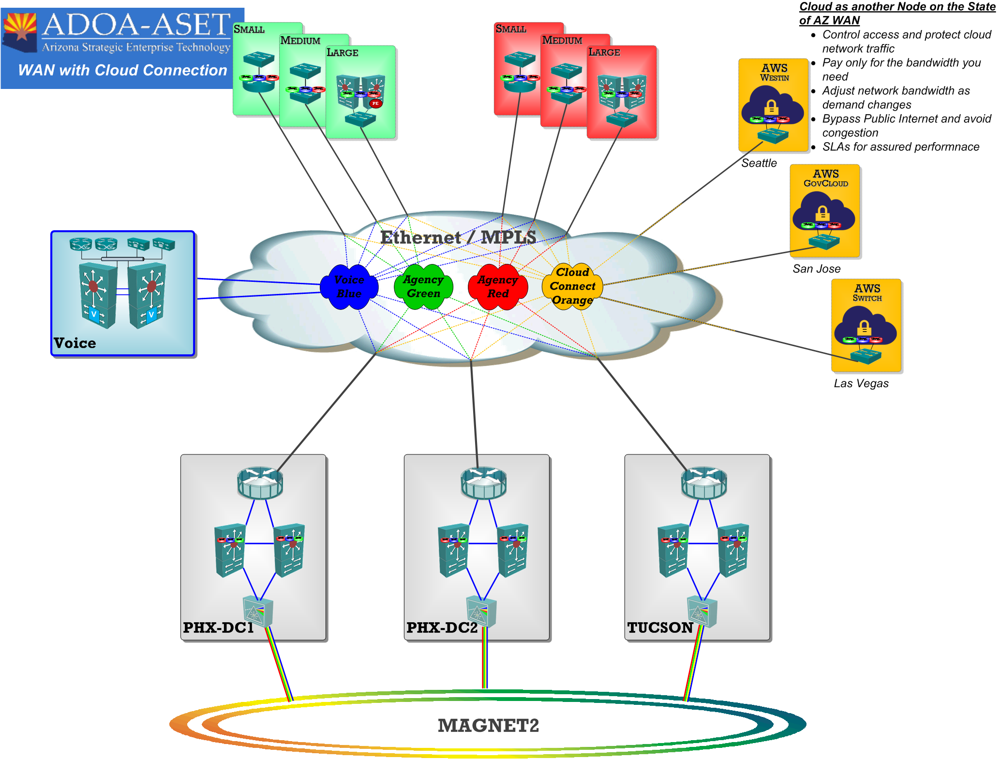 ADOA-ASET
Arizona Strategic Enterprise Technology
WAN with Cloud Connection
SMALL
MEDIUM
LARGE
PE
SMALL
MEDIUM
LARGE
Cloud as another Node on the State
of AZ WAN
• Control access and protect cloud
network traffic
• Pay only for the bandwidth you
need
• Adjust network bandwidth as
demand changes
• Bypass Public Internet and avoid
congestion
• SLAs for assured performnace
AWS
WESTIN
Seattle
AWS
GOVCLOUD
San Jose
AWS
SWITCH
Las Vegas
Ethernet / MPLS
Voice
Blue
Agency
Green
Agency
Red
Cloud
Connect
Orange
V
V
V
V
Voice
PHX-DC1
PHX-DC2
TUCSON
MAGNET2